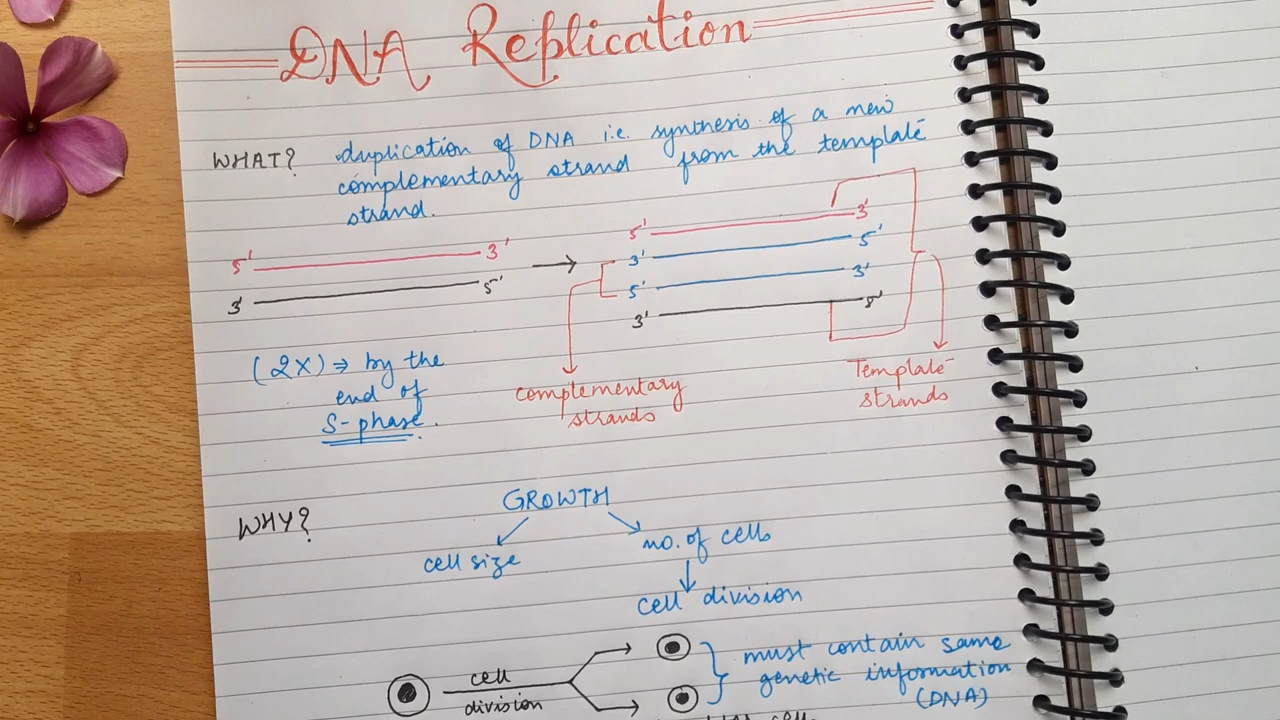 DNA Replication
WHAT? duplication of DNA i.e. synthesis of a new
complementary strand from the template
strand.
5' 3'
3' 5'
→
5' 3'
3' 5'
5' 3'
3' 5'
complementary
strands
Template
strands
(2X) ⇒ by the
end of
S-phase.
WHY?
GROWTH
cell size
no. of cells
cell division
cell
division
must contain same
genetic information
(DNA)